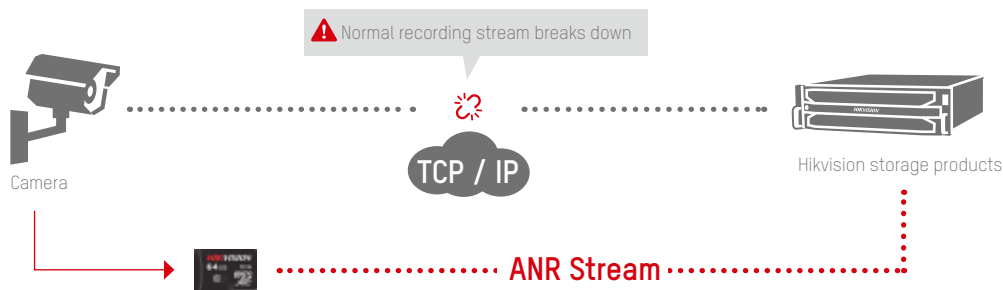 Normal recording stream breaks down
HIKVISION
TCP / IP
Camera
Hikvision storage products
HIKVISION
64
ANR Stream